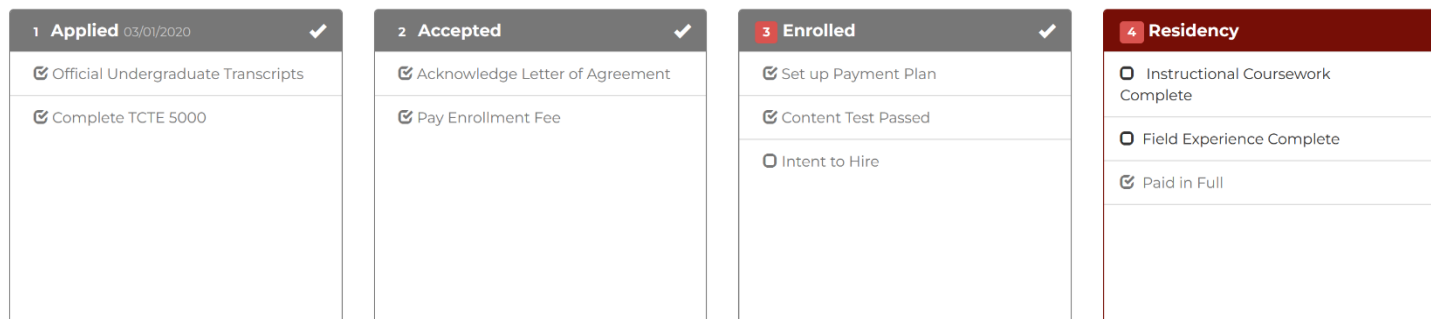 1 Applied 03/01/2020
Official Undergraduate Transcripts
Complete TCTE 5000
2 Accepted
Acknowledge Letter of Agreement
Pay Enrollment Fee
3 Enrolled
Set up Payment Plan
Content Test Passed
Intent to Hire
4 Residency
Instructional Coursework
Complete
Field Experience Complete
Paid in Full